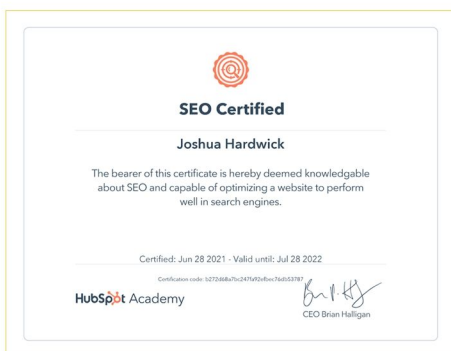 SEO Certified
Joshua Hardwick
The bearer of this certificate is hereby deemed knowledgable
about SEO and capable of optimizing a website to perform
well in search engines.
Certified: Jun 28 2021 - Valid until: Jul 28 2022
Certification code:
HubSpot Academy
CEO Brian Halligan